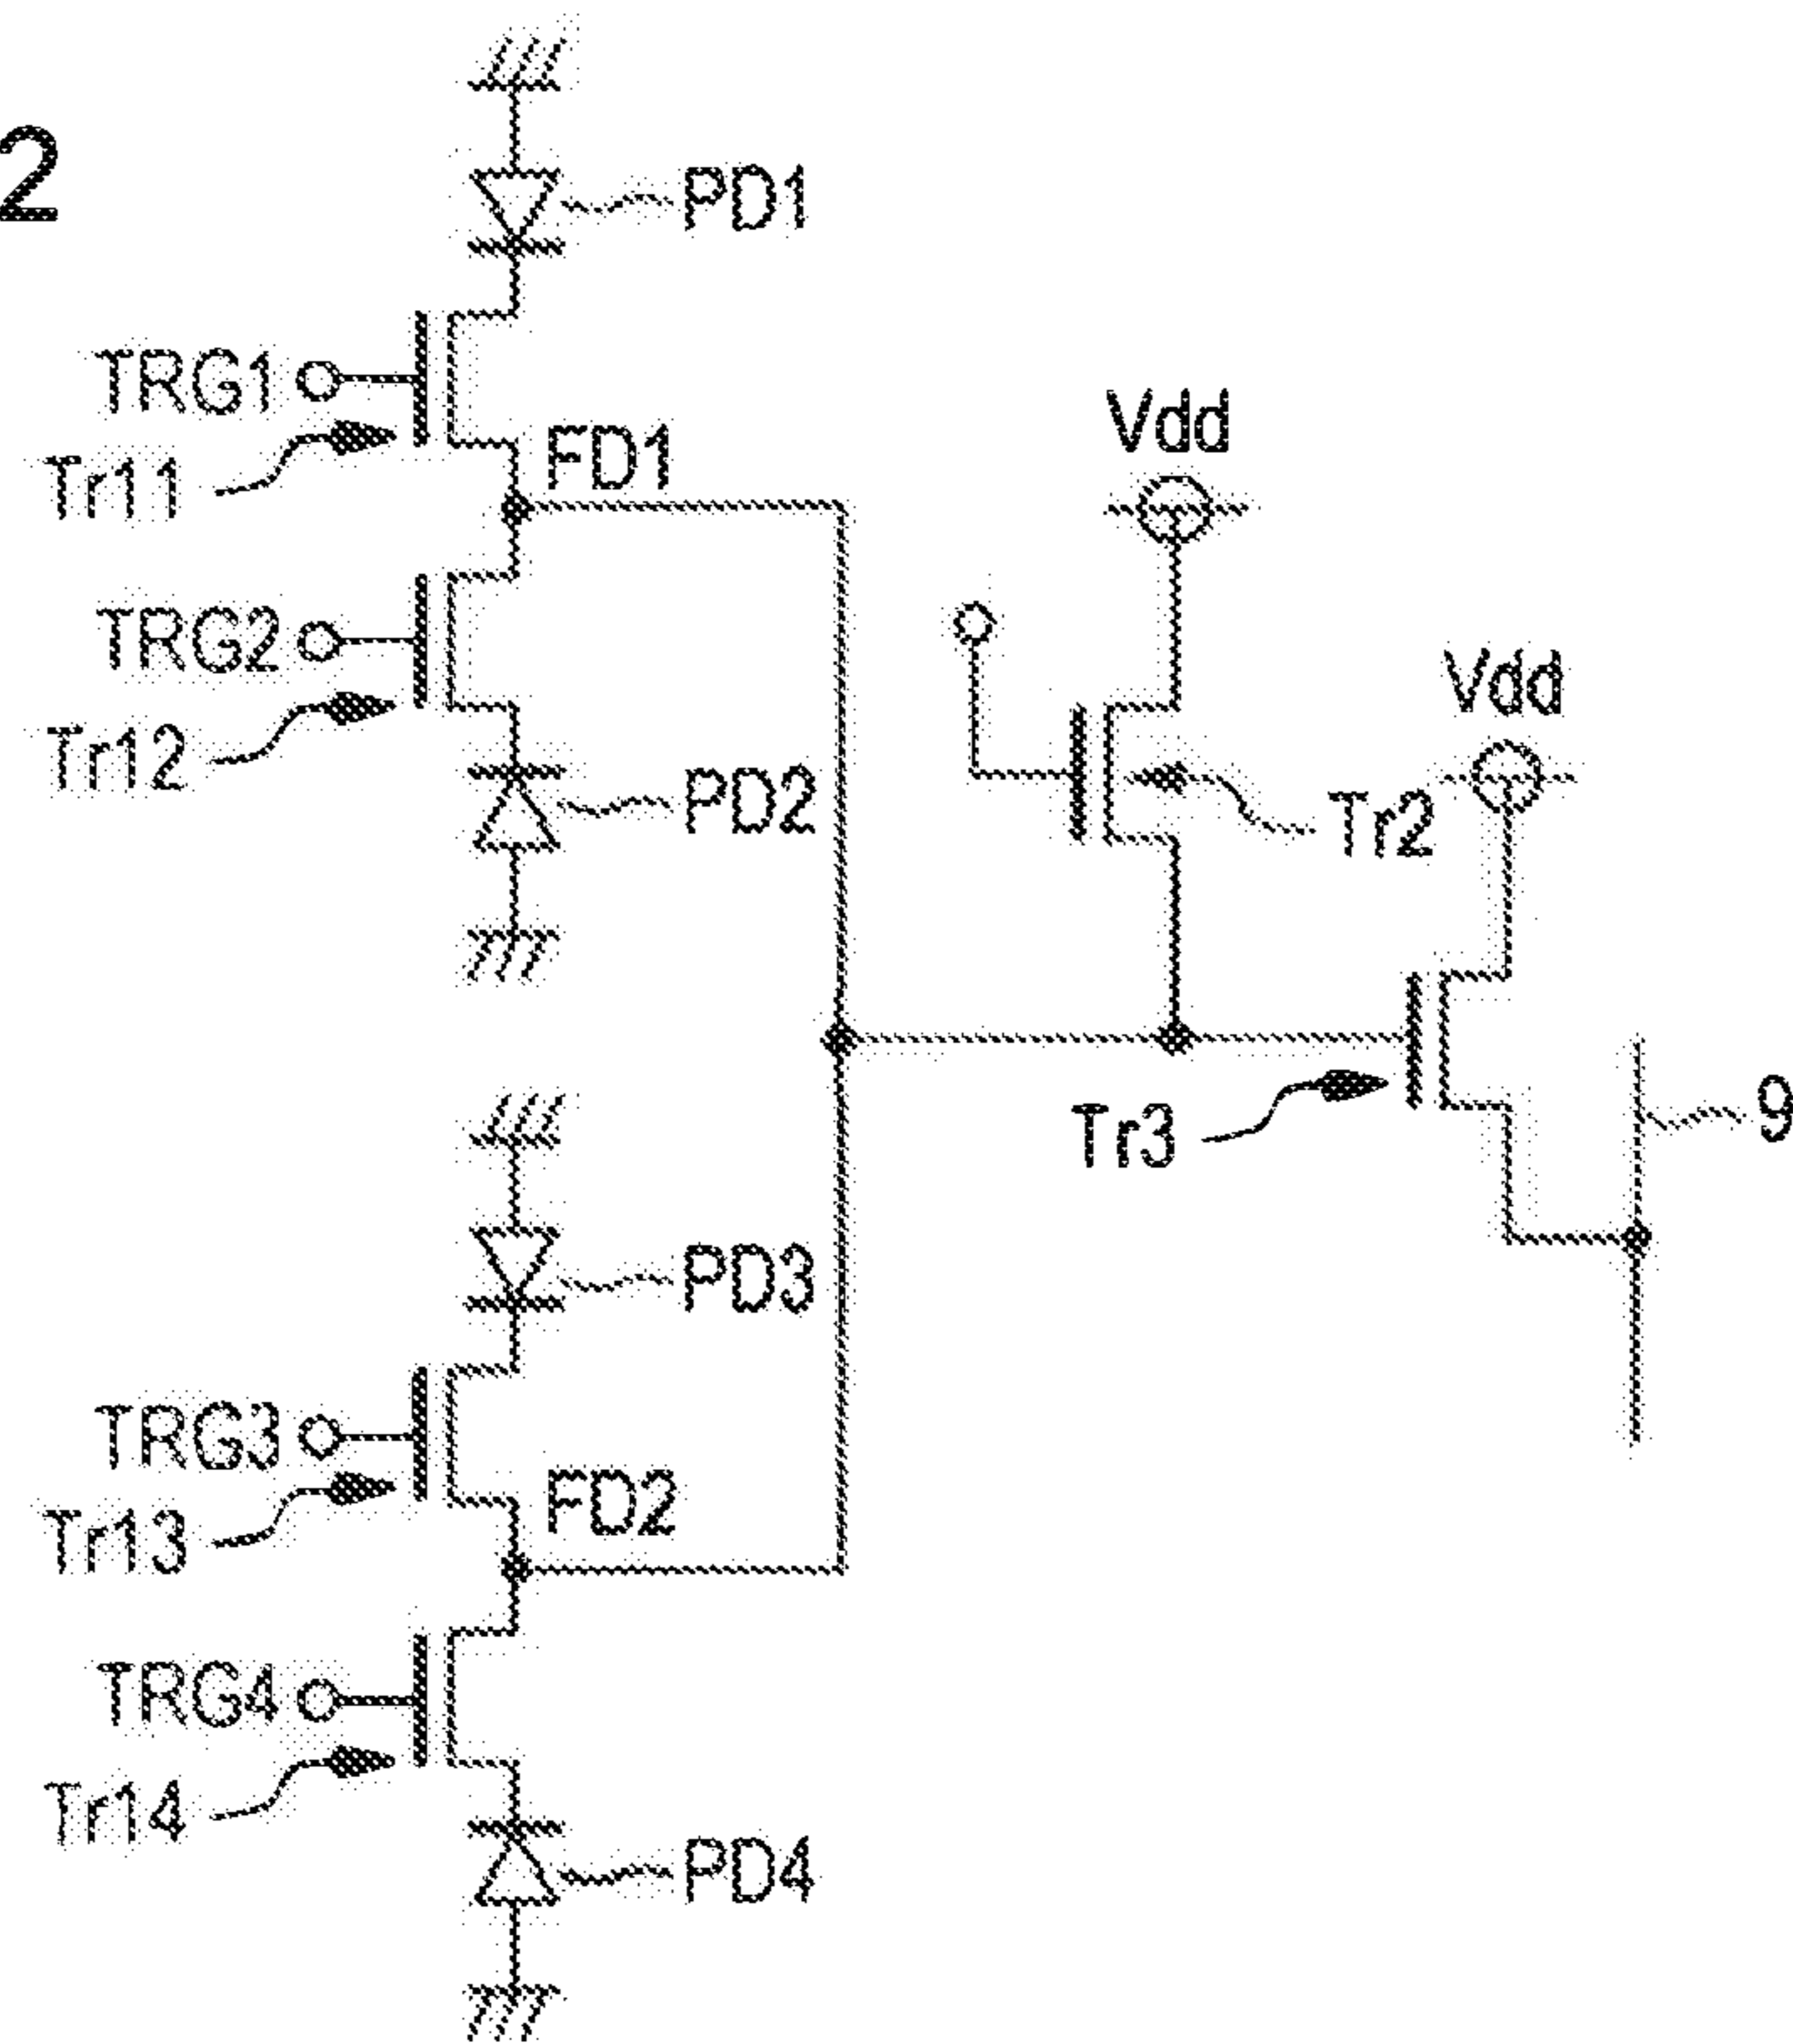 2
PD1
TRG1
Tr11
FD1
Vdd
TRG2
Tr12
PD2
Vdd
Tr2
Tr3
9
PD3
TRG3
Tr13
FD2
TRG4
Tr14
PD4